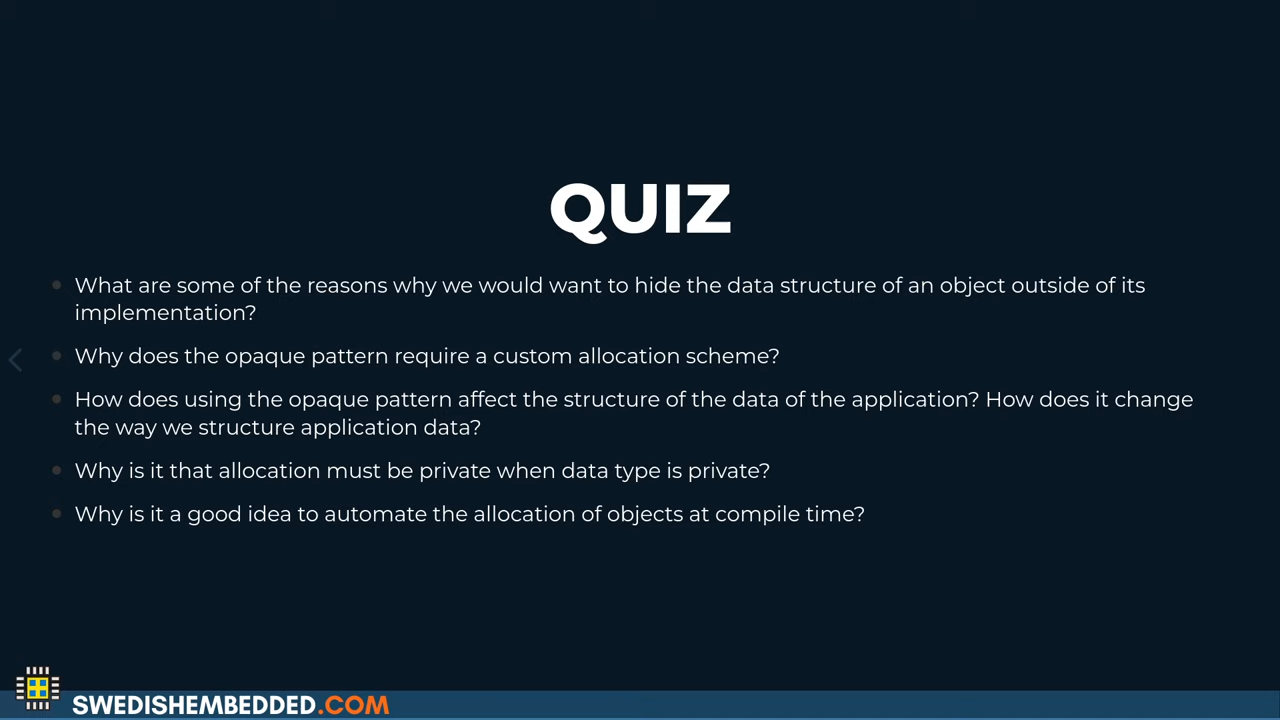 QUIZ
What are some of the reasons why we would want to hide the data structure of an object outside of its
implementation?
Why does the opaque pattern require a custom allocation scheme?
How does using the opaque pattern affect the structure of the data of the application? How does it change
the way we structure application data?
Why is it that allocation must be private when data type is private?
Why is it a good idea to automate the allocation of objects at compile time?
SWEDISHEMBEDDED.COM